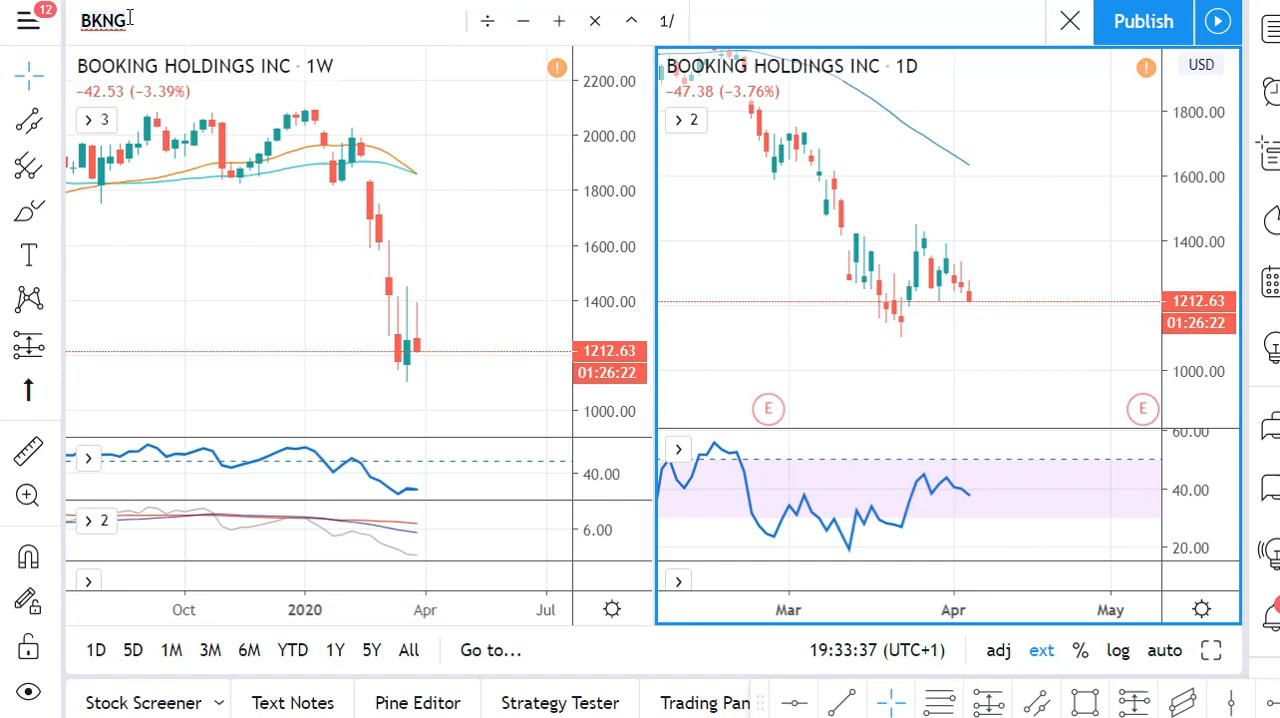 12
BKNG
÷ − + × ^ 1/
Publish
BOOKING HOLDINGS INC · 1W
−42.53 (−3.39%)
3
2200.00
2000.00
1800.00
1600.00
1400.00
1212.63
01:26:22
1000.00
40.00
2
6.00
Oct 2020 Apr Jul
BOOKING HOLDINGS INC · 1D
−47.38 (−3.76%)
2
USD
1800.00
1600.00
1400.00
1212.63
01:26:22
1000.00
E E
60.00
40.00
20.00
Mar Apr May
1D 5D 1M 3M 6M YTD 1Y 5Y All Go to... 19:33:37 (UTC+1) adj ext % log auto
Stock Screener Text Notes Pine Editor Strategy Tester Trading Pan
T